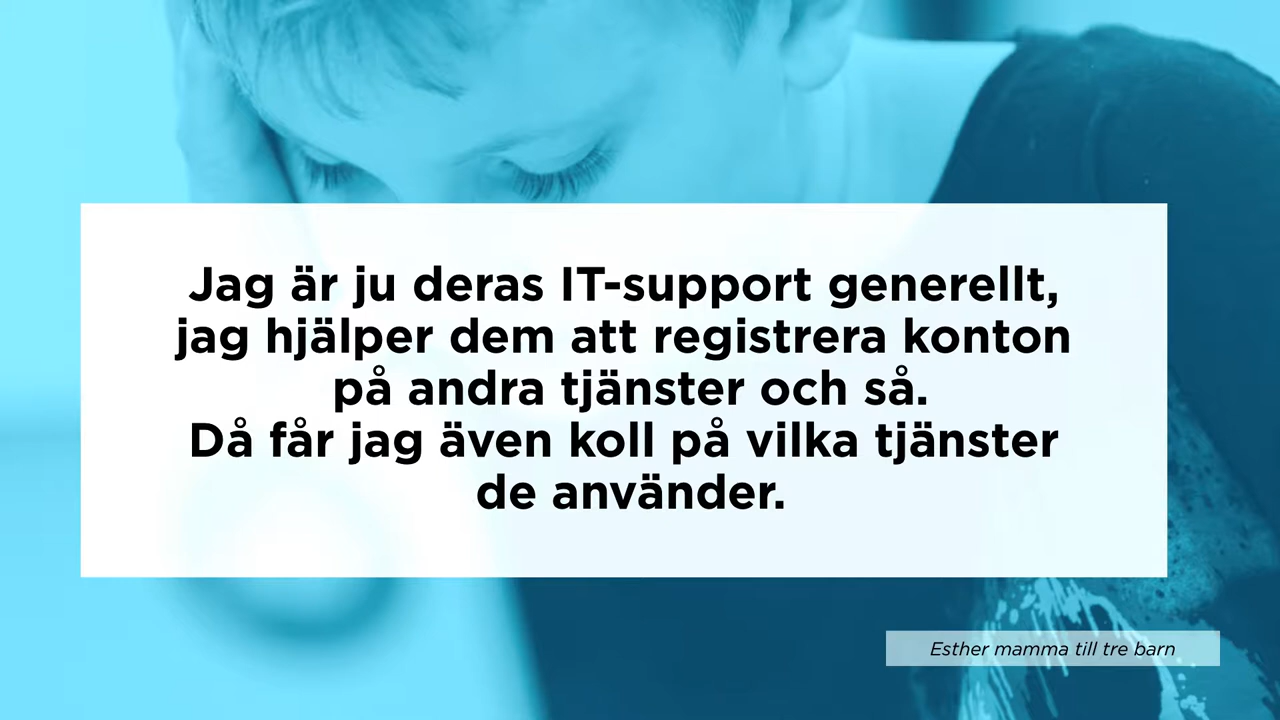 Jag är ju deras IT-support generellt,
jag hjälper dem att registrera konton
på andra tjänster och så.
Då får jag även koll på vilka tjänster
de använder.
Esther mamma till tre barn